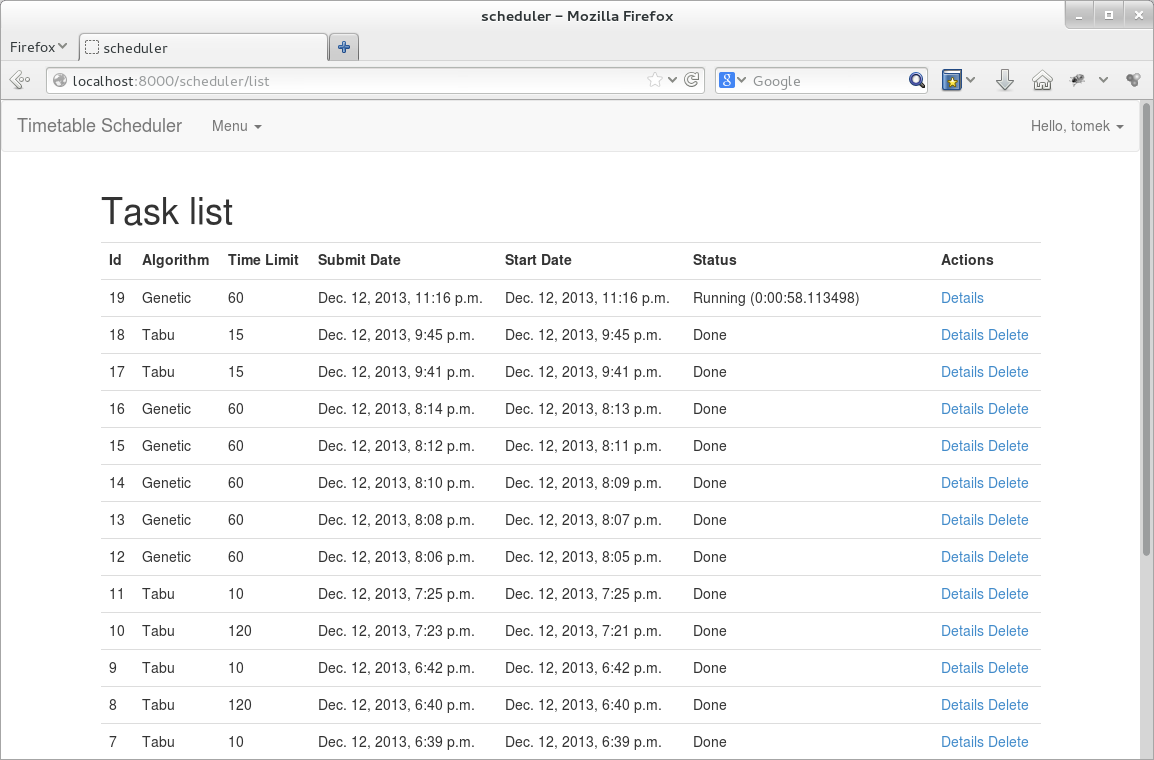 scheduler – Mozilla Firefox
Firefox scheduler
localhost:8000/scheduler/list 8 Google
Timetable Scheduler Menu Hello, tomek
Task list
Id Algorithm Time Limit Submit Date Start Date Status Actions
19 Genetic 60 Dec. 12, 2013, 11:16 p.m. Dec. 12, 2013, 11:16 p.m. Running (0:00:58.113498) Details
18 Tabu 15 Dec. 12, 2013, 9:45 p.m. Dec. 12, 2013, 9:45 p.m. Done Details Delete
17 Tabu 15 Dec. 12, 2013, 9:41 p.m. Dec. 12, 2013, 9:41 p.m. Done Details Delete
16 Genetic 60 Dec. 12, 2013, 8:14 p.m. Dec. 12, 2013, 8:13 p.m. Done Details Delete
15 Genetic 60 Dec. 12, 2013, 8:12 p.m. Dec. 12, 2013, 8:11 p.m. Done Details Delete
14 Genetic 60 Dec. 12, 2013, 8:10 p.m. Dec. 12, 2013, 8:09 p.m. Done Details Delete
13 Genetic 60 Dec. 12, 2013, 8:08 p.m. Dec. 12, 2013, 8:07 p.m. Done Details Delete
12 Genetic 60 Dec. 12, 2013, 8:06 p.m. Dec. 12, 2013, 8:05 p.m. Done Details Delete
11 Tabu 10 Dec. 12, 2013, 7:25 p.m. Dec. 12, 2013, 7:25 p.m. Done Details Delete
10 Tabu 120 Dec. 12, 2013, 7:23 p.m. Dec. 12, 2013, 7:21 p.m. Done Details Delete
9 Tabu 10 Dec. 12, 2013, 6:42 p.m. Dec. 12, 2013, 6:42 p.m. Done Details Delete
8 Tabu 120 Dec. 12, 2013, 6:40 p.m. Dec. 12, 2013, 6:40 p.m. Done Details Delete
7 Tabu 10 Dec. 12, 2013, 6:39 p.m. Dec. 12, 2013, 6:39 p.m. Done Details Delete